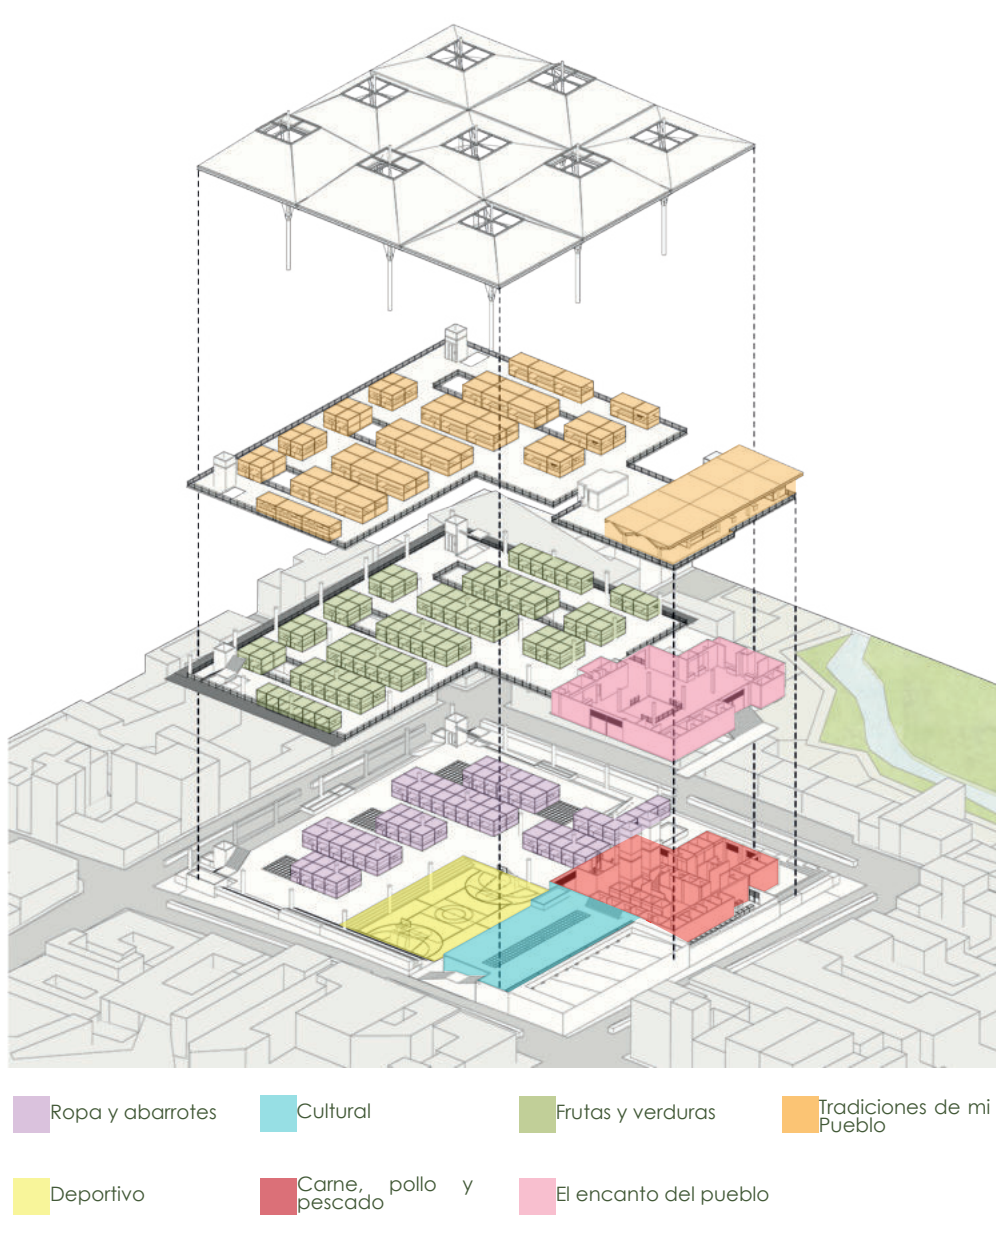 Ropa y abarrotes
Cultural
Frutas y verduras
Tradiciones de mi
Pueblo
Deportivo
Carne, pollo y
pescado
El encanto del pueblo